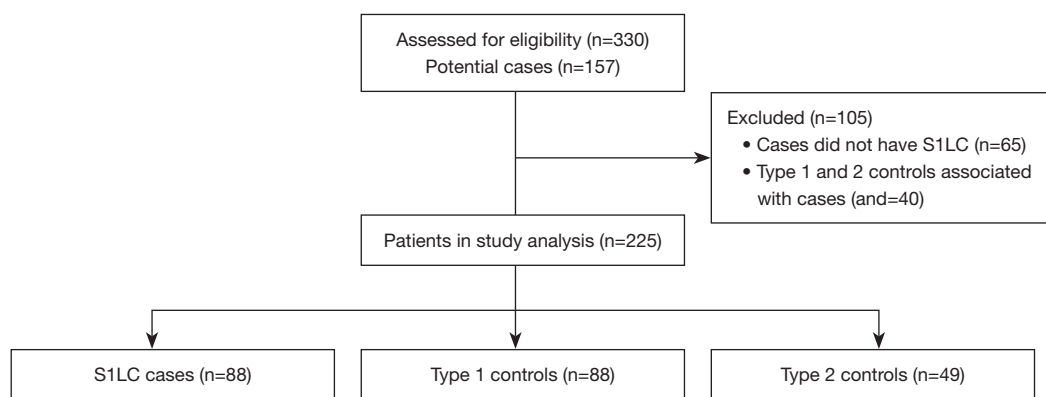 Assessed for eligibility (n=330)
Potential cases (n=157)
Excluded (n=105)
• Cases did not have S1LC (n=65)
• Type 1 and 2 controls associated
with cases (and=40)
Patients in study analysis (n=225)
S1LC cases (n=88)
Type 1 controls (n=88)
Type 2 controls (n=49)